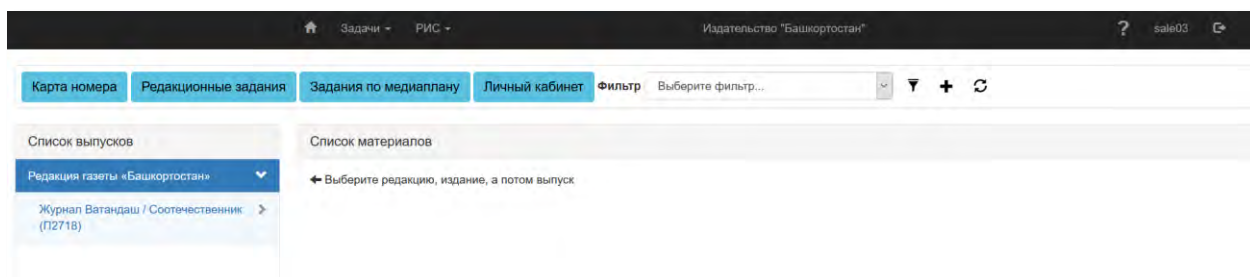 Задачи РИС Издательство "Башкортостан" ? sale03
Карта номера Редакционные задания Задания по медиаплану Личный кабинет Фильтр Выберите фильтр...
Список выпусков Список материалов
Редакция газеты «Башкортостан» Выберите редакцию, издание, а потом выпуск
Журнал Ватандаш / Соотечественник
(П2718)